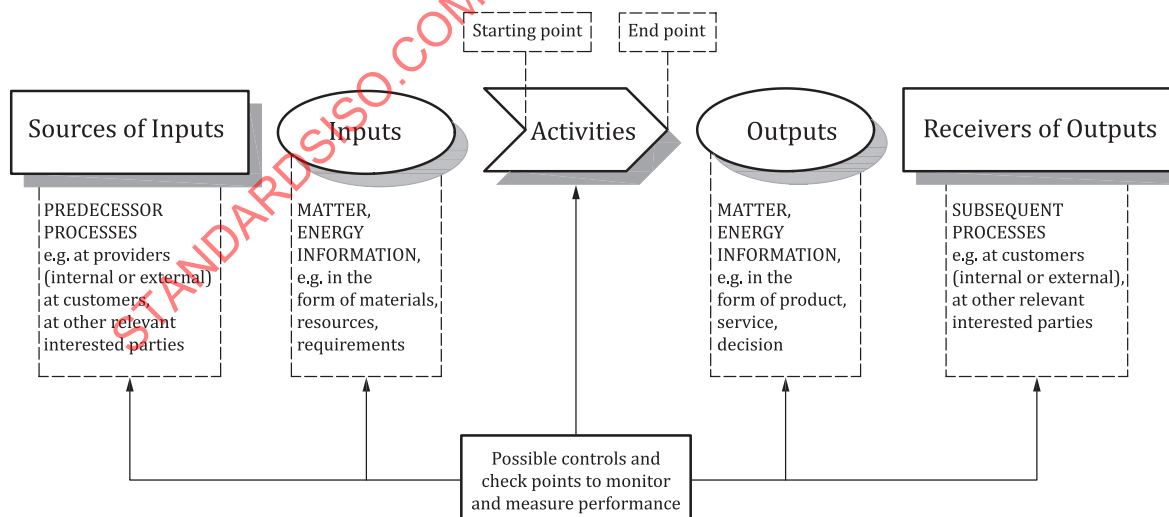 Starting point
End point
Sources of Inputs
Inputs
Activities
Outputs
Receivers of Outputs
PREDECESSOR
PROCESSES
e.g. at providers
(internal or external)
at customers,
at other relevant
interested parties
MATTER,
ENERGY
INFORMATION,
e.g. in the
form of materials,
resources,
requirements
MATTER,
ENERGY
INFORMATION,
e.g. in the
form of product,
service,
decision
SUBSEQUENT
PROCESSES
e.g. at customers
(internal or external),
at other relevant
interested parties
Possible controls and
check points to monitor
and measure performance
STANDARDSISO.COM